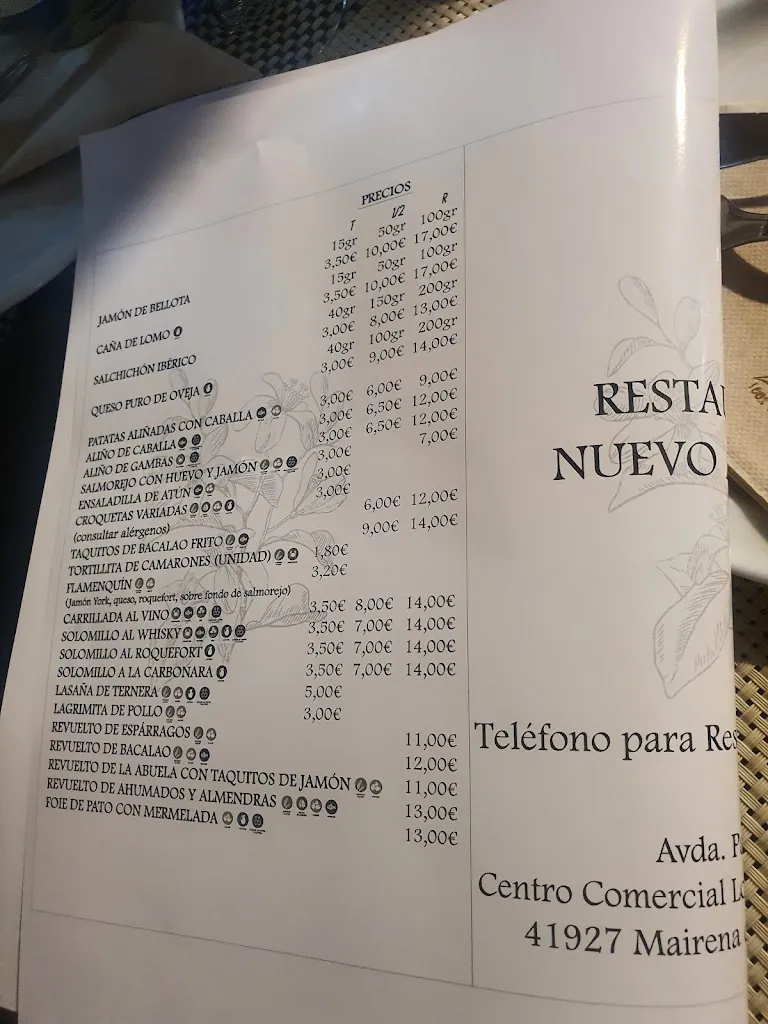 PRECIOS
T 1/2 R
15gr 50gr 100gr
JAMÓN DE BELLOTA 3,50€ 10,00€ 17,00€
15gr 50gr 100gr
CAÑA DE LOMO 3,50€ 10,00€ 17,00€
40gr 150gr 200gr
SALCHICHÓN IBÉRICO 3,00€ 8,00€ 13,00€
40gr 100gr 200gr
QUESO PURO DE OVEJA 3,00€ 9,00€ 14,00€
PATATAS ALIÑADAS CON CABALLA 3,00€ 6,00€ 9,00€
ALIÑO DE CABALLA 3,00€ 6,50€ 12,00€
ALIÑO DE GAMBAS 3,00€ 6,50€ 12,00€
SALMOREJO CON HUEVO Y JAMÓN 3,00€ 7,00€
ENSALADILLA DE ATÚN 3,00€
CROQUETAS VARIADAS 3,00€
(consultar alérgenos) 6,00€ 12,00€
TAQUITOS DE BACALAO FRITO 9,00€ 14,00€
TORTILLITA DE CAMARONES (UNIDAD) 1,80€
FLAMENQUÍN 3,20€
(Jamón York, queso, roquefort, sobre fondo de salmorejo)
CARRILLADA AL VINO 3,50€ 8,00€ 14,00€
SOLOMILLO AL WHISKY 3,50€ 7,00€ 14,00€
SOLOMILLO AL ROQUEFORT 3,50€ 7,00€ 14,00€
SOLOMILLO A LA CARBONARA 3,50€ 7,00€ 14,00€
LASAÑA DE TERNERA 5,00€
LAGRIMITA DE POLLO 3,00€
REVUELTO DE ESPÁRRAGOS 11,00€
REVUELTO DE BACALAO 12,00€
REVUELTO DE LA ABUELA CON TAQUITOS DE JAMÓN 11,00€
REVUELTO DE AHUMADOS Y ALMENDRAS 13,00€
FOIE DE PATO CON MERMELADA 13,00€
RESTAU
NUEVO
Teléfono para Res
Avda. P
Centro Comercial L
41927 Mairena